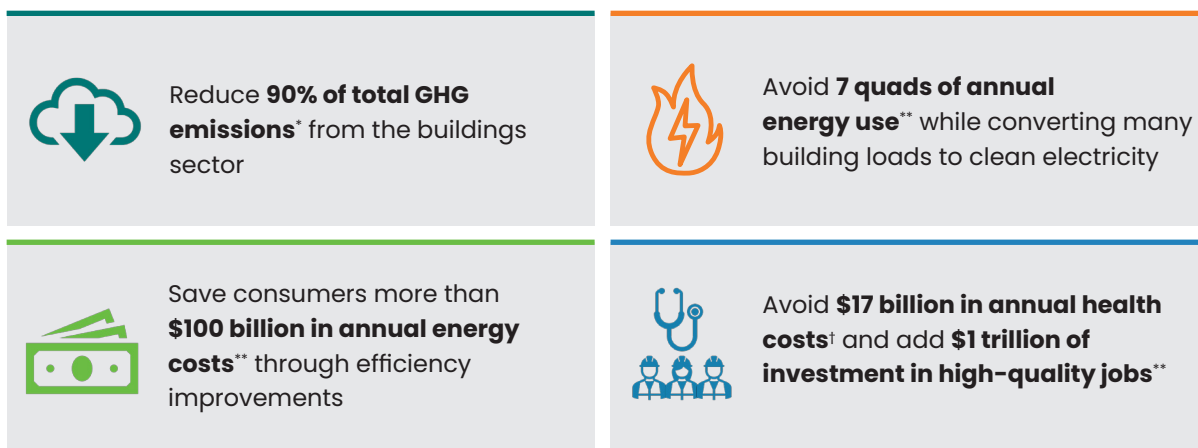 Reduce 90% of total GHG
emissions* from the buildings
sector
Avoid 7 quads of annual
energy use** while converting many
building loads to clean electricity
Save consumers more than
$100 billion in annual energy
costs** through efficiency
improvements
Avoid $17 billion in annual health
costs† and add $1 trillion of
investment in high-quality jobs**